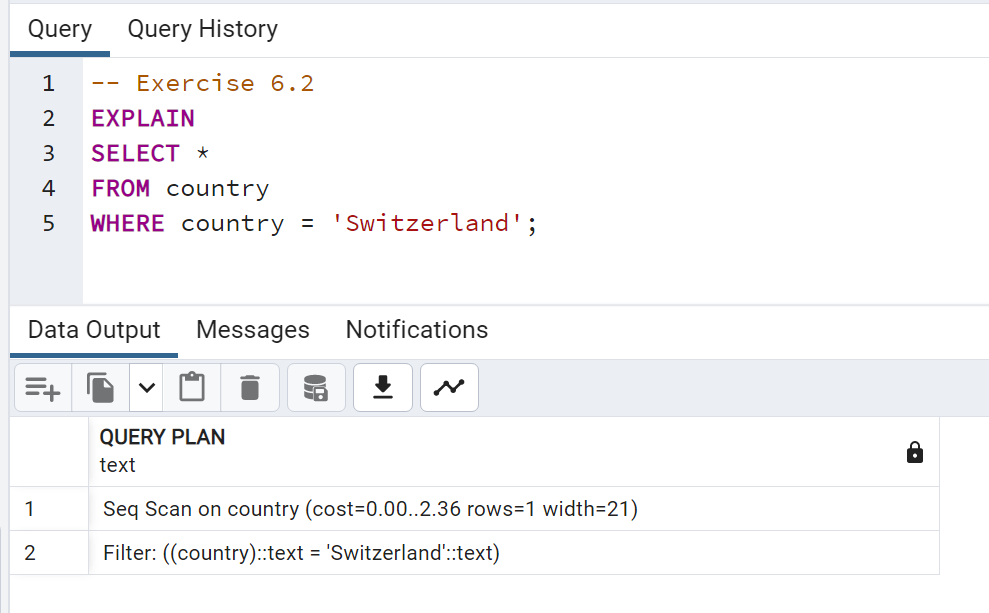 Query Query History
1 -- Exercise 6.2
2 EXPLAIN
3 SELECT *
4 FROM country
5 WHERE country = 'Switzerland';
Data Output Messages Notifications
QUERY PLAN
text
1 Seq Scan on country (cost=0.00..2.36 rows=1 width=21)
2 Filter: ((country)::text = 'Switzerland'::text)